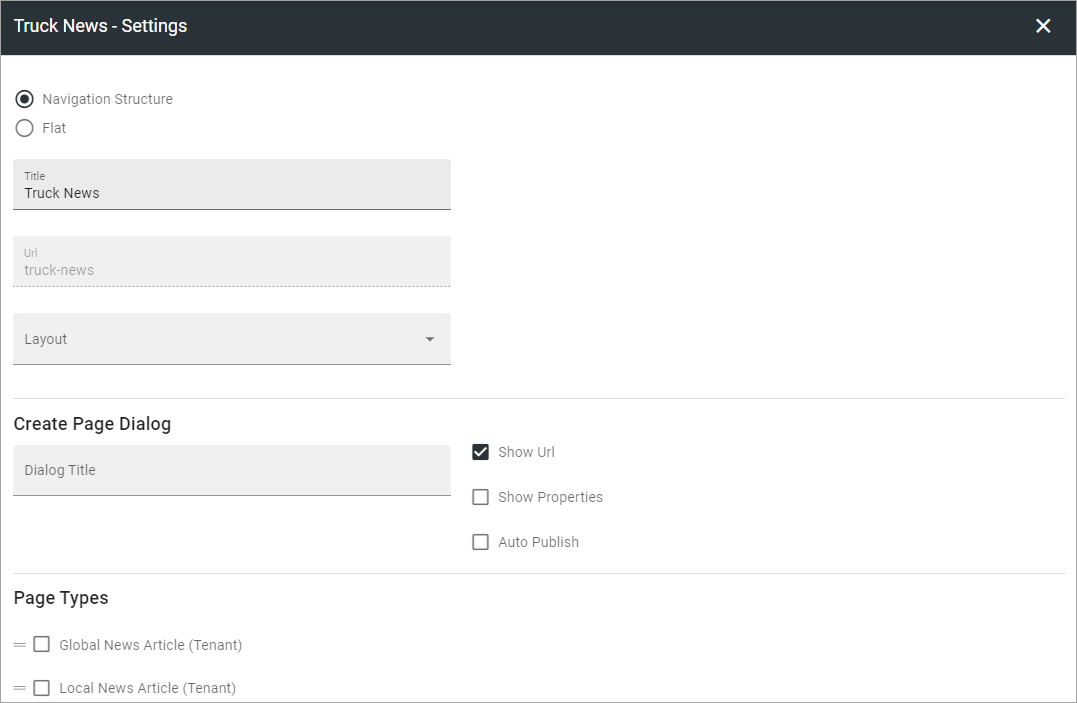 Truck News - Settings
Navigation Structure
Flat
Title
Truck News
Url
truck-news
Layout
Create Page Dialog
Dialog Title
Show Url
Show Properties
Auto Publish
Page Types
Global News Article (Tenant)
Local News Article (Tenant)